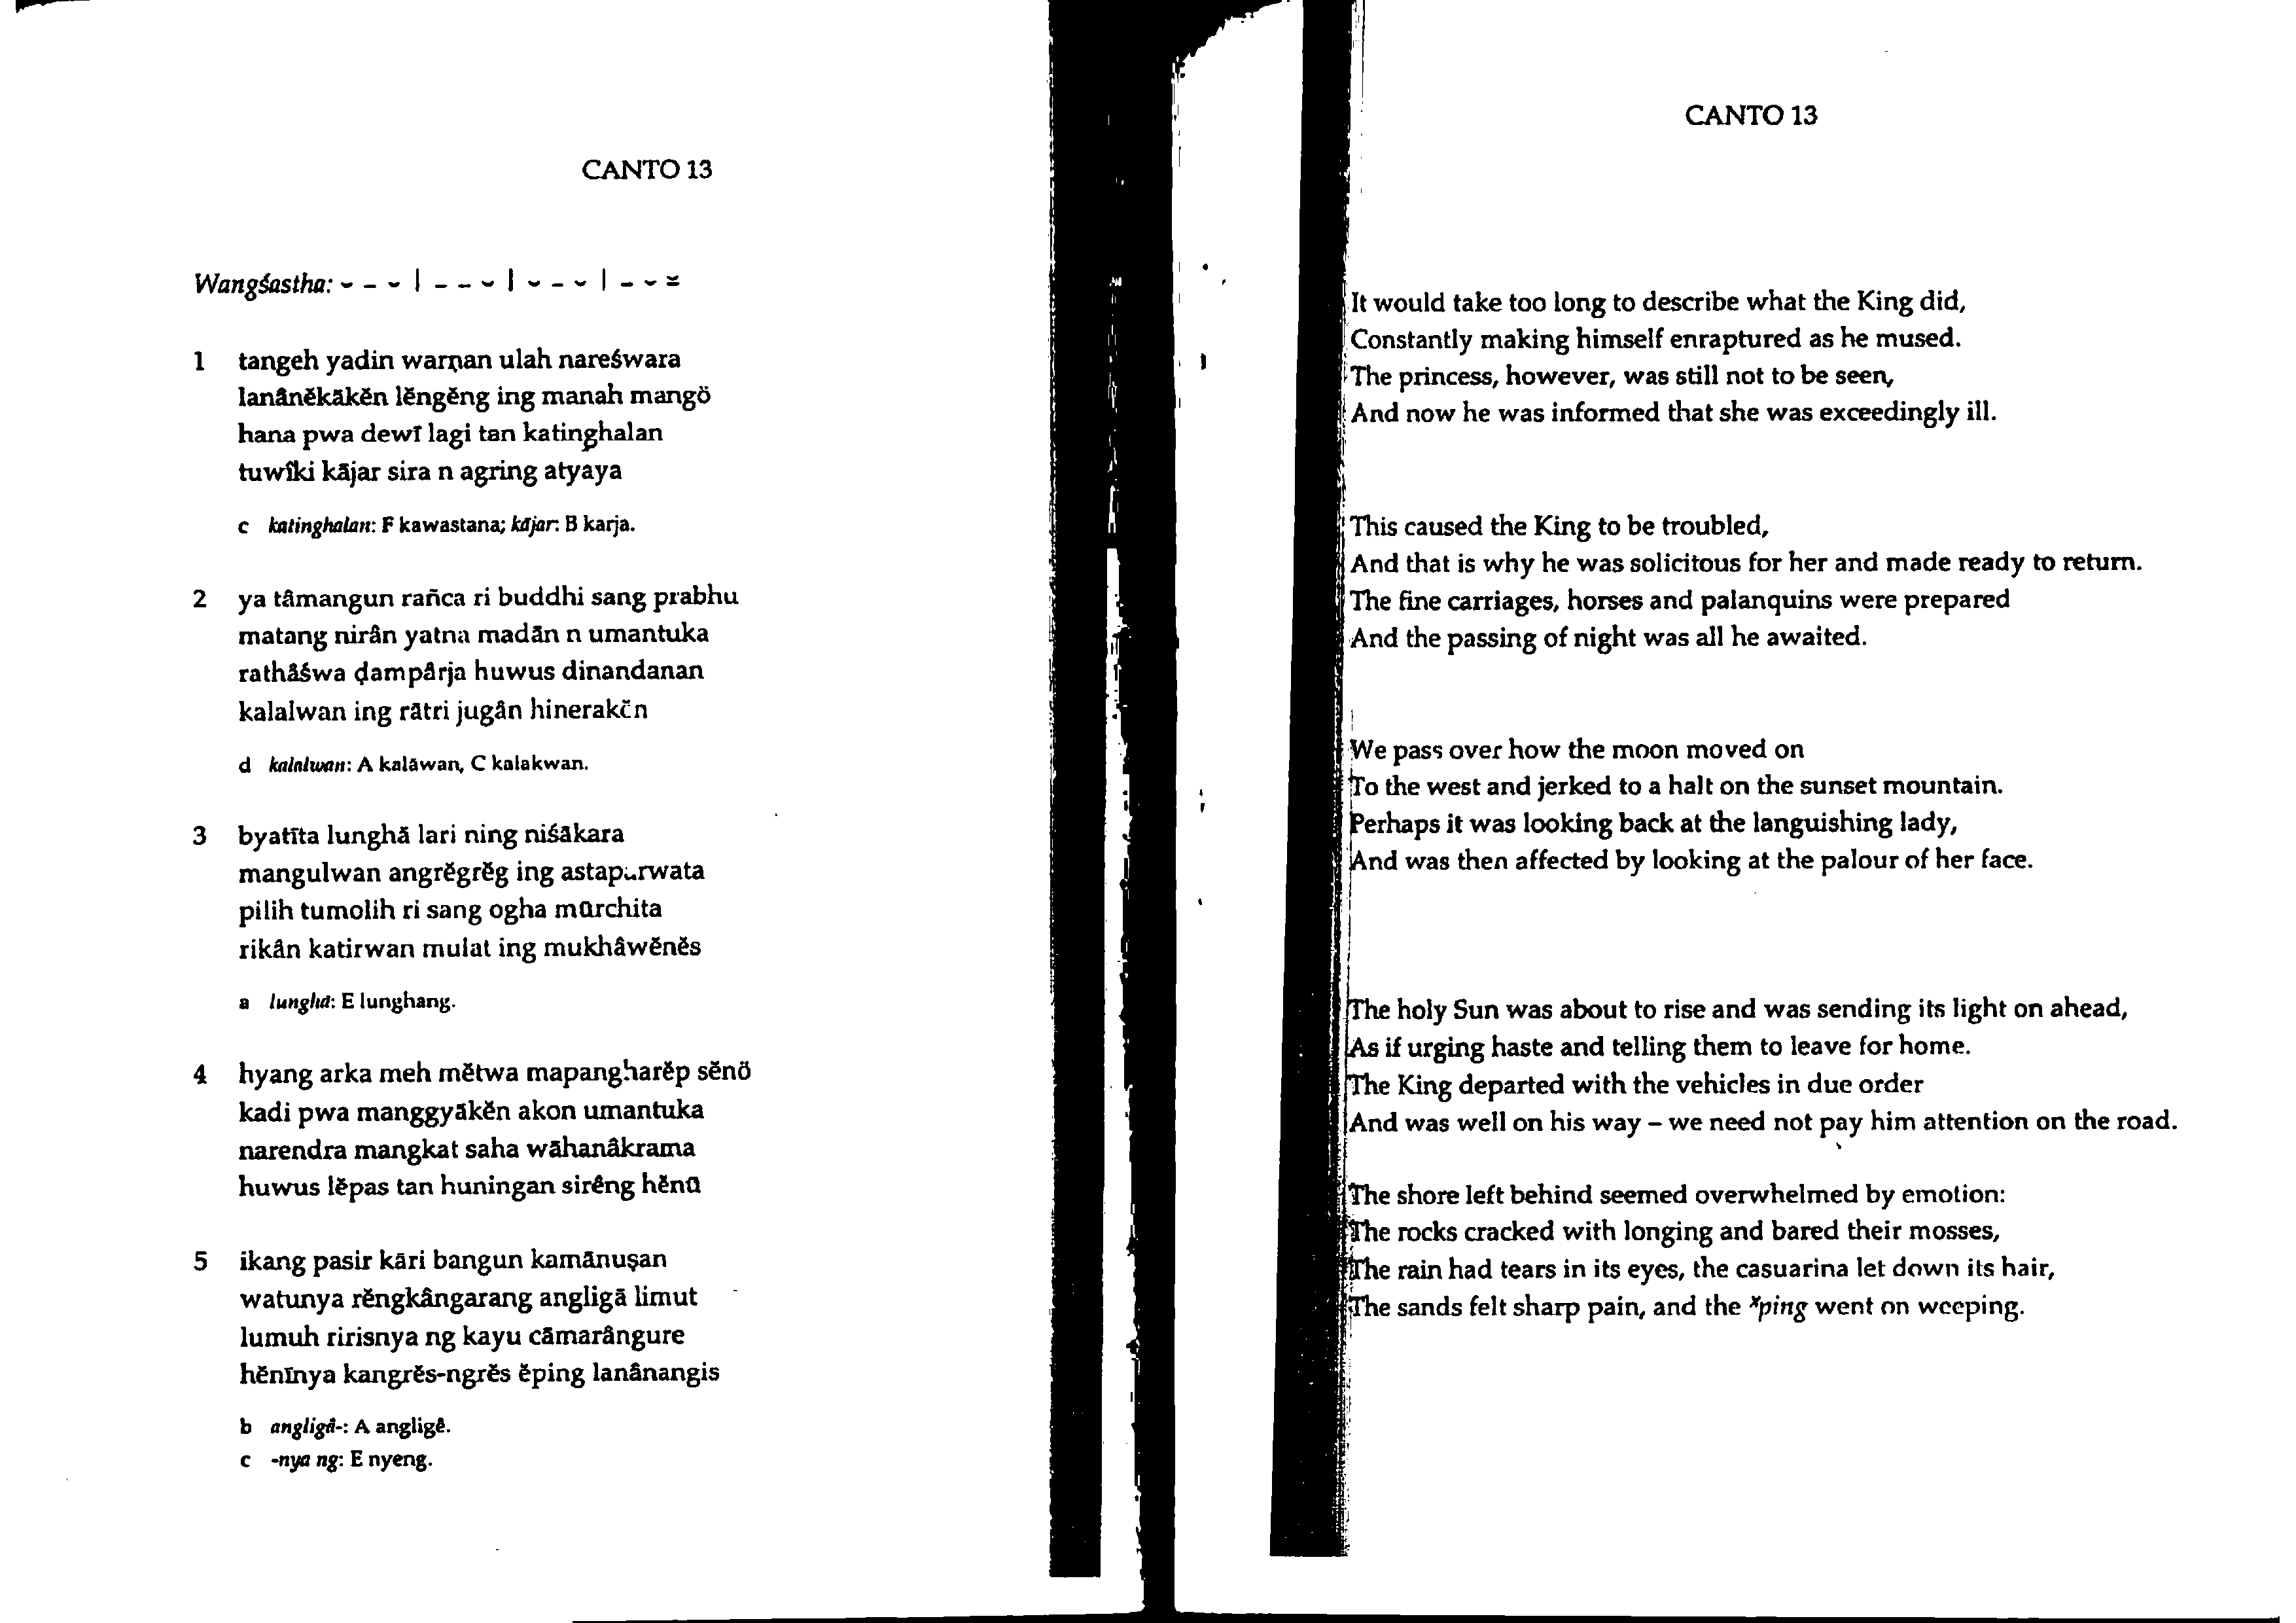 CANTO 13
Wangśastha: ⏑ – ⏑ | – – ⏑ | ⏑ – ⏑ | – ⏑ ⏓
1 tangeh yadin warṇan ulah nareśwara
lanânĕkākĕn lĕngĕng ing manah mangö
hana pwa dewī lagi tan katinghalan
tuwîki kājar sira n agring atyaya
c katinghalan: F kawastana; kājar: B karja.
2 ya tâmangun rañca ri buddhi sang prabhu
matang nirân yatna madān n umantuka
rathâśwa ḍampârja huwus dinandanan
kalalwan ing rātri jugân hinerakĕn
d kalalwan: A kalāwan, C kalakwan.
3 byatīta lunghā lari ning niśākara
mangulwan angrĕgrĕg ing astaparwata
pilih tumolih ri sang ogha mūrchita
rikân katirwan mulat ing mukhâwĕnĕs
a lunghā: E lunghang.
4 hyang arka meh mĕtwa mapangharĕp sĕnö
kadi pwa manggyākĕn akon umantuka
narendra mangkat saha wāhanâkrama
huwus lĕpas tan huningan sirêng hĕnū
5 ikang pasir kāri bangun kamānuṣan
watunya rĕngkângarang angligā limut
lumuh ririsnya ng kayu cāmarângure
hĕnīnya kangrĕs-ngrĕs ĕping lanânangis
b angligā-: A angligê.
c -nya ng: E nyeng.
CANTO 13
It would take too long to describe what the King did,
Constantly making himself enraptured as he mused.
The princess, however, was still not to be seen,
And now he was informed that she was exceedingly ill.
This caused the King to be troubled,
And that is why he was solicitous for her and made ready to return.
The fine carriages, horses and palanquins were prepared
And the passing of night was all he awaited.
We pass over how the moon moved on
To the west and jerked to a halt on the sunset mountain.
Perhaps it was looking back at the languishing lady,
And was then affected by looking at the palour of her face.
The holy Sun was about to rise and was sending its light on ahead,
As if urging haste and telling them to leave for home.
The King departed with the vehicles in due order
And was well on his way – we need not pay him attention on the road.
The shore left behind seemed overwhelmed by emotion:
The rocks cracked with longing and bared their mosses,
The rain had tears in its eyes, the casuarina let down its hair,
The sands felt sharp pain, and the ˣping went on weeping.